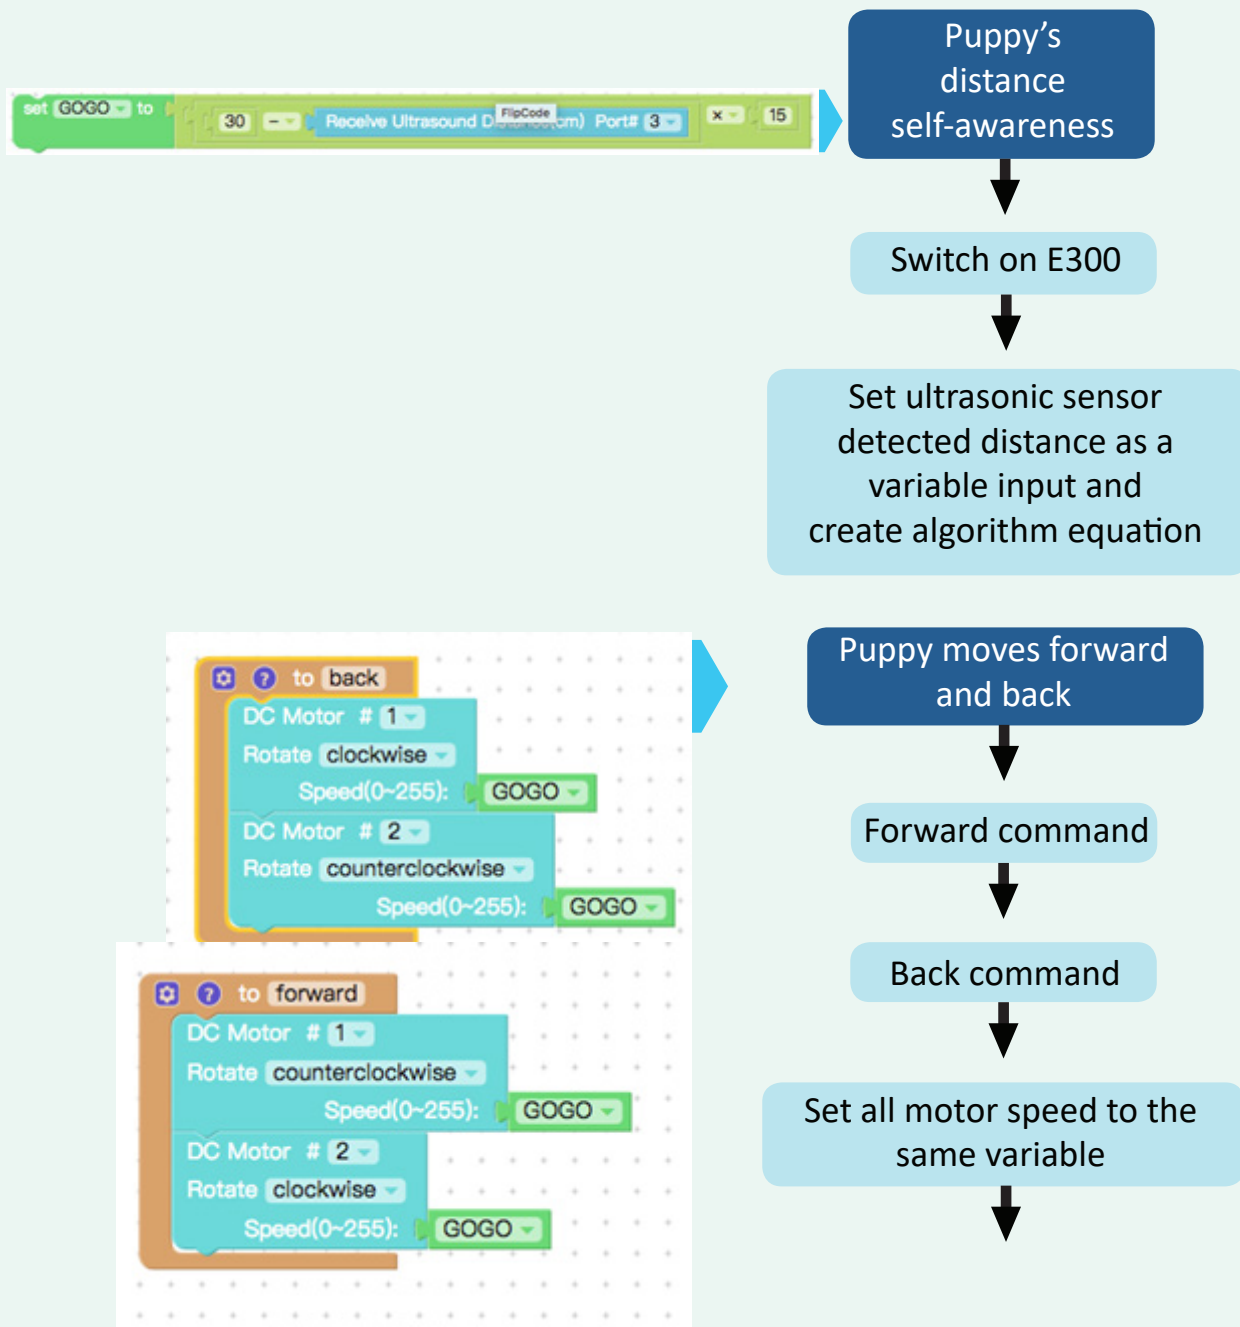 Puppy’s
distance
self-awareness
set GOGO to 30 - Receive Ultrasound D cm) Port# 3 × 15
FlipCode
Switch on E300
Set ultrasonic sensor
detected distance as a
variable input and
create algorithm equation
Puppy moves forward
and back
to back
DC Motor # 1
Rotate clockwise
Speed(0~255): GOGO
DC Motor # 2
Rotate counterclockwise
Speed(0~255): GOGO
Forward command
Back command
Set all motor speed to the
same variable
to forward
DC Motor # 1
Rotate counterclockwise
Speed(0~255): GOGO
DC Motor # 2
Rotate clockwise
Speed(0~255): GOGO